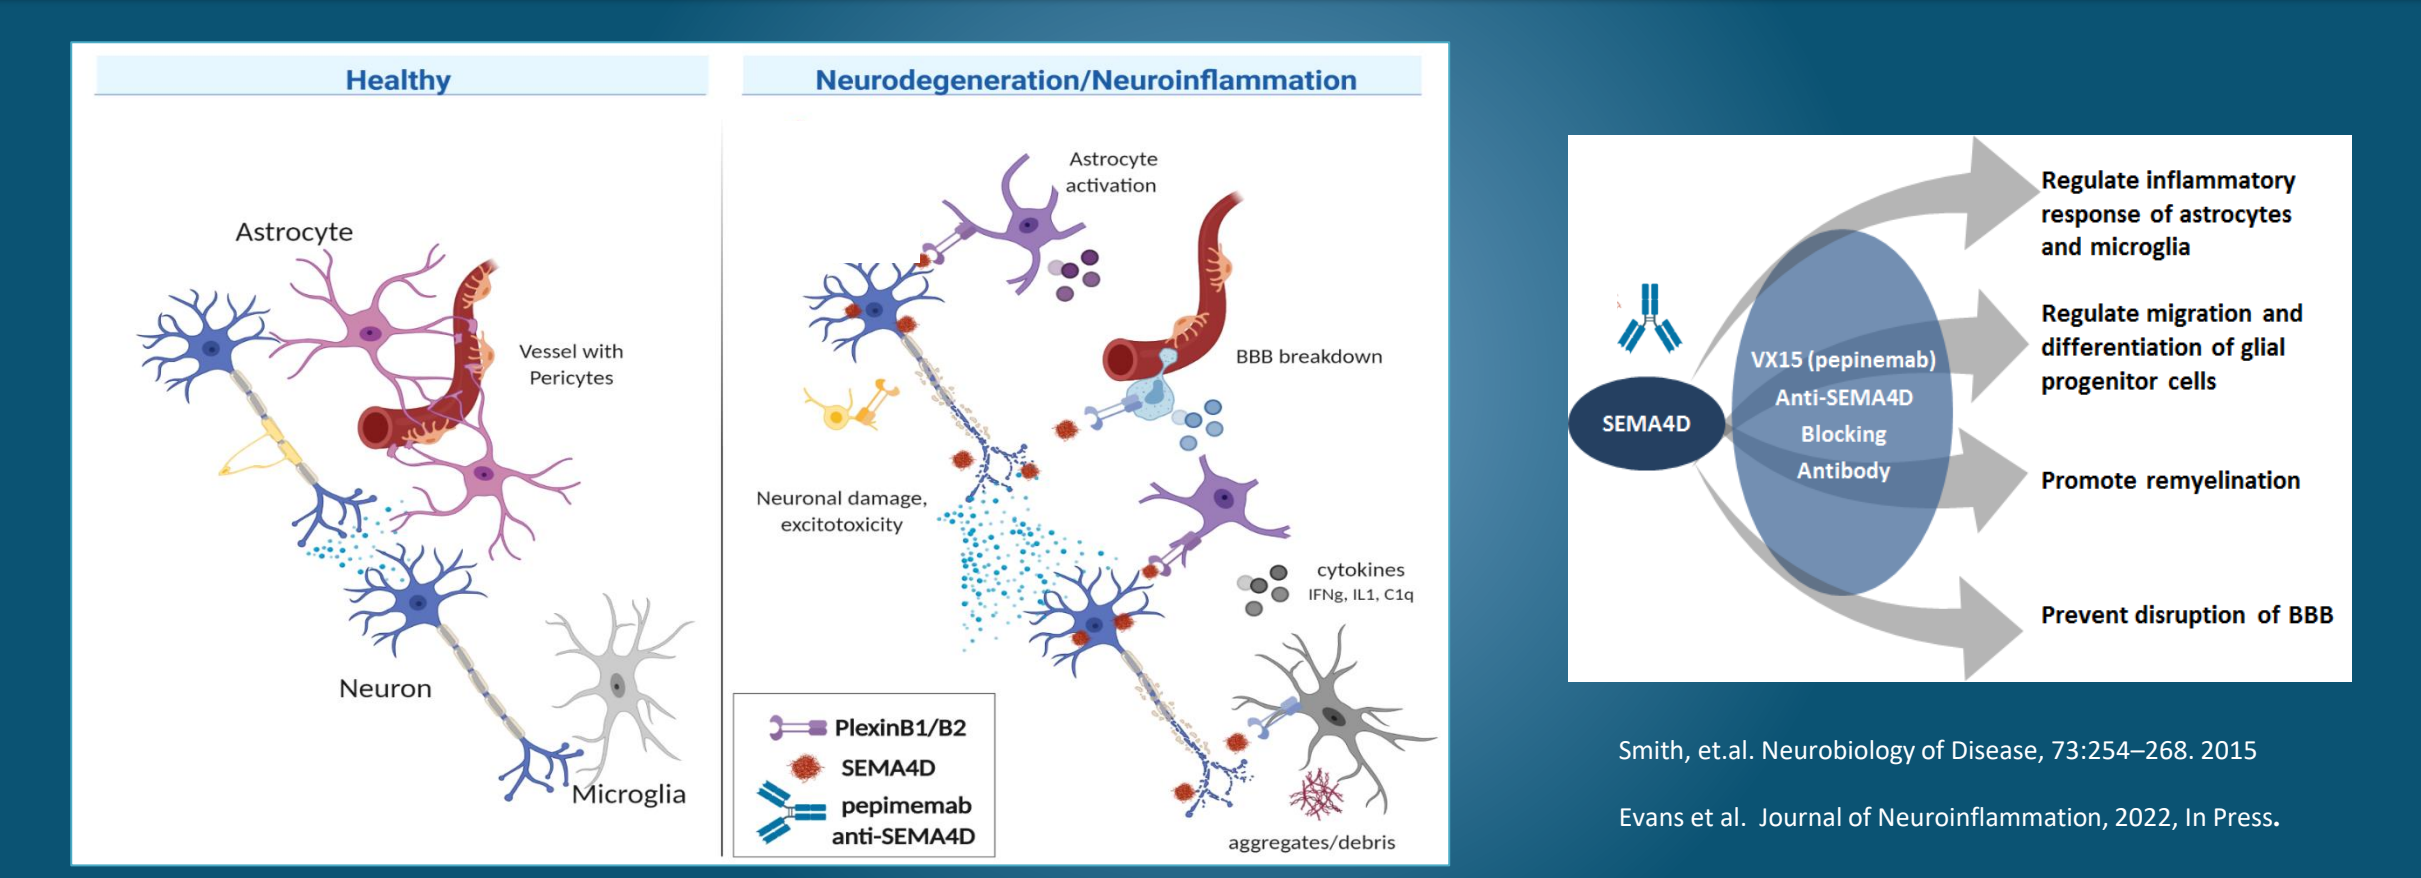 Healthy
Astrocyte
Vessel with
Pericytes
Neuron
Microglia
Neurodegeneration/Neuroinflammation
Astrocyte
activation
BBB breakdown
Neuronal damage,
excitotoxicity
cytokines
IFNg, IL1, C1q
aggregates/debris
PlexinB1/B2
SEMA4D
pepimemab
anti-SEMA4D
SEMA4D
VX15 (pepinemab)
Anti-SEMA4D
Blocking
Antibody
Regulate inflammatory
response of astrocytes
and microglia
Regulate migration and
differentiation of glial
progenitor cells
Promote remyelination
Prevent disruption of BBB
Smith, et.al. Neurobiology of Disease, 73:254–268. 2015
Evans et al. Journal of Neuroinflammation, 2022, In Press.